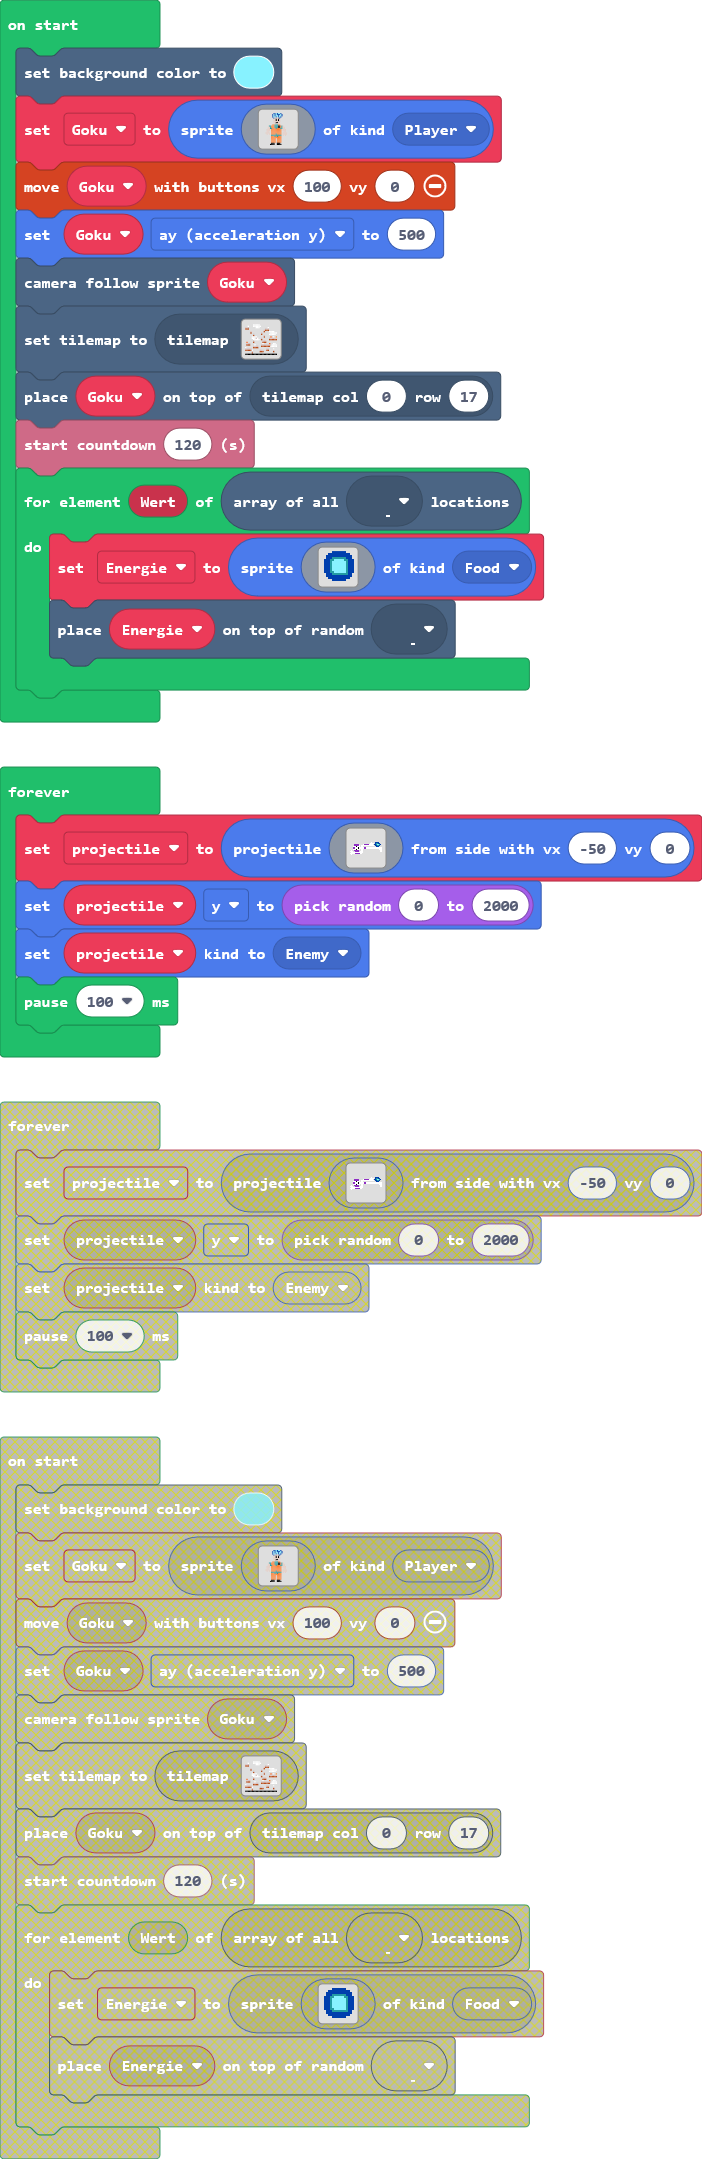 on start
set background color to
set Goku to sprite of kind Player
move Goku with buttons vx 100 vy 0
set Goku ay (acceleration y) to 500
camera follow sprite Goku
set tilemap to tilemap
place Goku on top of tilemap col 0 row 17
start countdown 120 (s)
for element Wert of array of all locations
do
set Energie to sprite of kind Food
place Energie on top of random
forever
set projectile to projectile from side with vx -50 vy 0
set projectile y to pick random 0 to 2000
set projectile kind to Enemy
pause 100 ms
forever
set projectile to projectile from side with vx -50 vy 0
set projectile y to pick random 0 to 2000
set projectile kind to Enemy
pause 100 ms
on start
set background color to
set Goku to sprite of kind Player
move Goku with buttons vx 100 vy 0
set Goku ay (acceleration y) to 500
camera follow sprite Goku
set tilemap to tilemap
place Goku on top of tilemap col 0 row 17
start countdown 120 (s)
for element Wert of array of all locations
do
set Energie to sprite of kind Food
place Energie on top of random